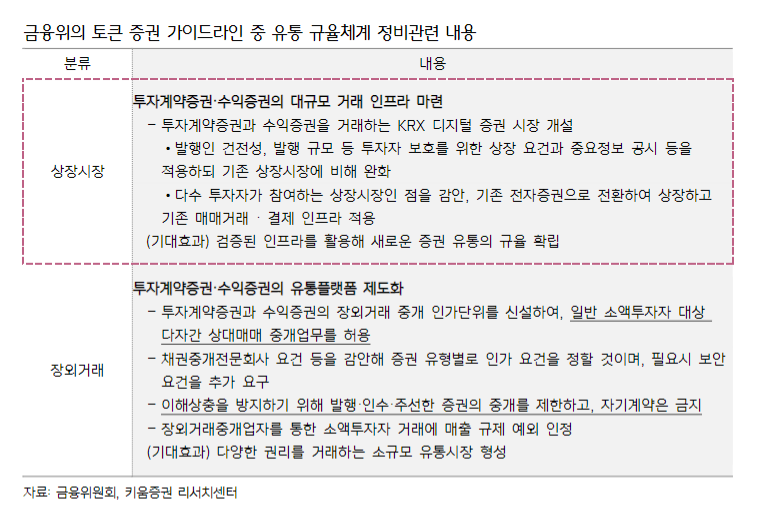 금융위의 토큰 증권 가이드라인 중 유통 규율체계 정비관련 내용
분류 내용
투자계약증권·수익증권의 대규모 거래 인프라 마련
– 투자계약증권과 수익증권을 거래하는 KRX 디지털 증권 시장 개설
• 발행인 건전성, 발행 규모 등 투자자 보호를 위한 상장 요건과 중요정보 공시 등을
적용하되 기존 상장시장에 비해 완화
상장시장
• 다수 투자자가 참여하는 상장시장인 점을 감안, 기존 전자증권으로 전환하여 상장하고
기존 매매거래 · 결제 인프라 적용
(기대효과) 검증된 인프라를 활용해 새로운 증권 유통의 규율 확립
투자계약증권·수익증권의 유통플랫폼 제도화
– 투자계약증권과 수익증권의 장외거래 중개 인가단위를 신설하여, 일반 소액투자자 대상
다자간 상대매매 중개업무를 허용
– 채권중개전문회사 요건 등을 감안해 증권 유형별로 인가 요건을 정할 것이며, 필요시 보안
장외거래
요건을 추가 요구
– 이해상충을 방지하기 위해 발행·인수·주선한 증권의 중개를 제한하고, 자기계약은 금지
– 장외거래중개업자를 통한 소액투자자 거래에 매출 규제 예외 인정
(기대효과) 다양한 권리를 거래하는 소규모 유통시장 형성
자료: 금융위원회, 키움증권 리서치센터